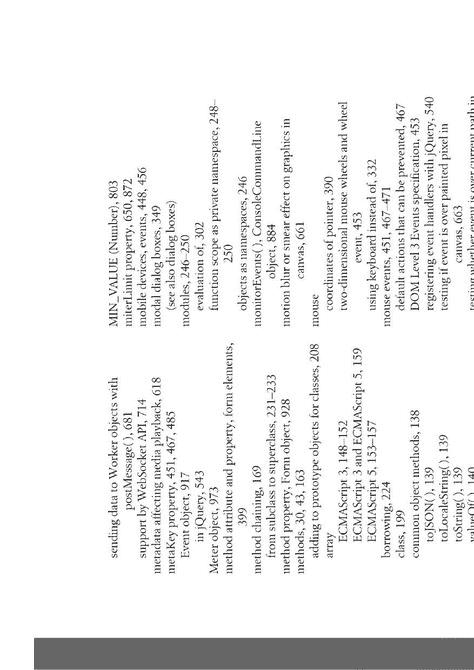 sending data to Worker objects with
postMessage( ), 681
support by WebSocket API, 714
metadata affecting media playback, 618
metaKey property, 451, 467, 485
Event object, 917
in jQuery, 543
Meter object, 973
method attribute and property, form elements,
399
method chaining, 169
from subclass to superclass, 231–233
method property, Form object, 928
methods, 30, 43, 163
adding to prototype objects for classes, 208
array
ECMAScript 3, 148–152
ECMAScript 3 and ECMAScript 5, 159
ECMAScript 5, 153–157
borrowing, 224
class, 199
common object methods, 138
toJSON( ), 139
toLocaleString( ), 139
toString( ), 139
valueOf( ), 140
MIN_VALUE (Number), 803
miterLimit property, 650, 872
mobile devices, events, 448, 456
modal dialog boxes, 349
(see also dialog boxes)
modules, 246–250
evaluation of, 302
function scope as private namespace, 248–
250
objects as namespaces, 246
monitorEvents( ), ConsoleCommandLine
object, 884
motion blur or smear effect on graphics in
canvas, 661
mouse
coordinates of pointer, 390
two-dimensional mouse wheels and wheel
event, 453
using keyboard instead of, 332
mouse events, 451, 467–471
default actions that can be prevented, 467
DOM Level 3 Events specification, 453
registering event handlers with jQuery, 540
testing if event is over painted pixel in
canvas, 663
testing whether event is over current path in